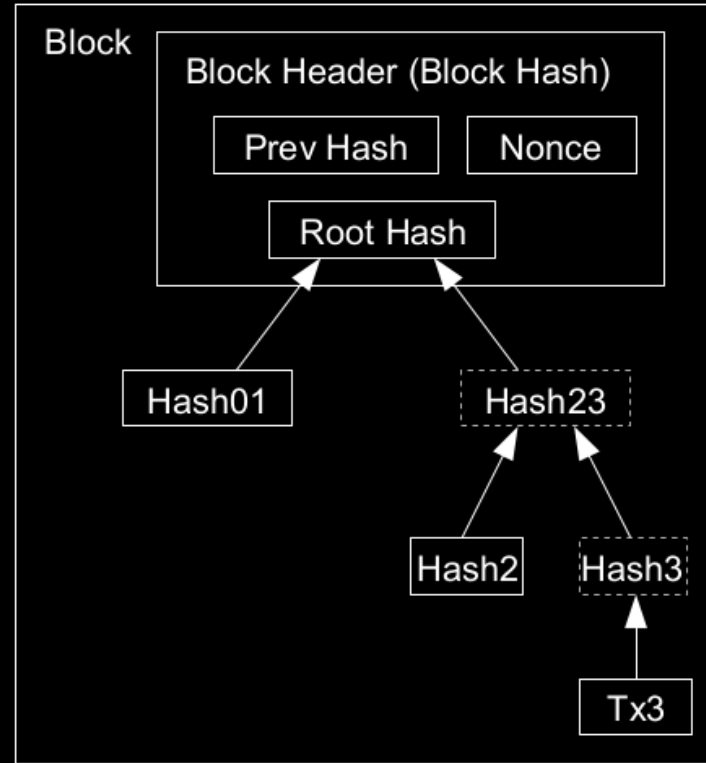 Block
Block Header (Block Hash)
Prev Hash
Nonce
Root Hash
Hash01
Hash23
Hash2
Hash3
Tx3